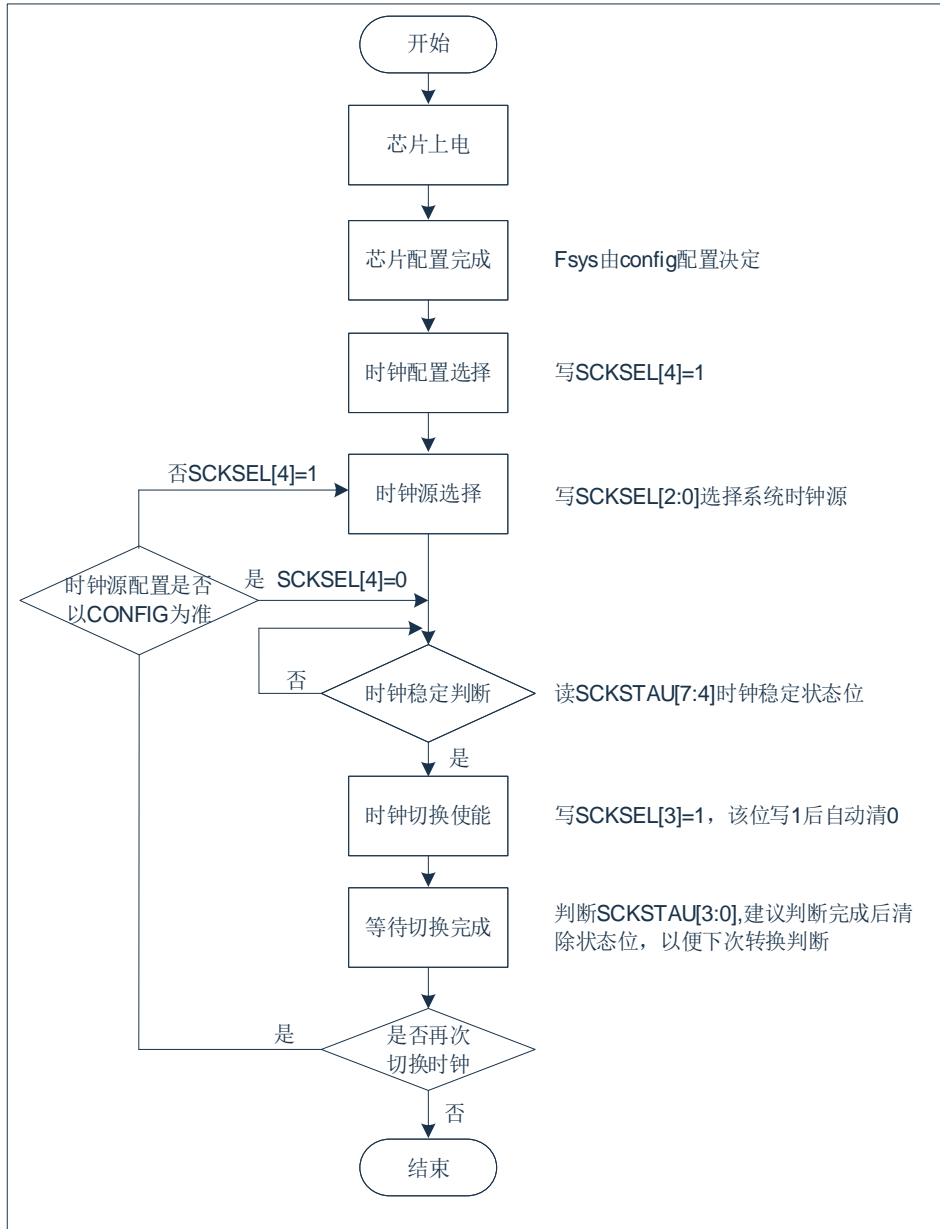 开始
芯片上电
芯片配置完成
Fsys由config配置决定
时钟配置选择
写SCKSEL[4]=1
否SCKSEL[4]=1
时钟源选择
写SCKSEL[2:0]选择系统时钟源
时钟源配置是否
以CONFIG为准
是 SCKSEL[4]=0
否
时钟稳定判断
读SCKSTAU[7:4]时钟稳定状态位
是
时钟切换使能
写SCKSEL[3]=1，该位写1后自动清0
等待切换完成
判断SCKSTAU[3:0],建议判断完成后清
除状态位，以便下次转换判断
是
是否再次
切换时钟
否
结束